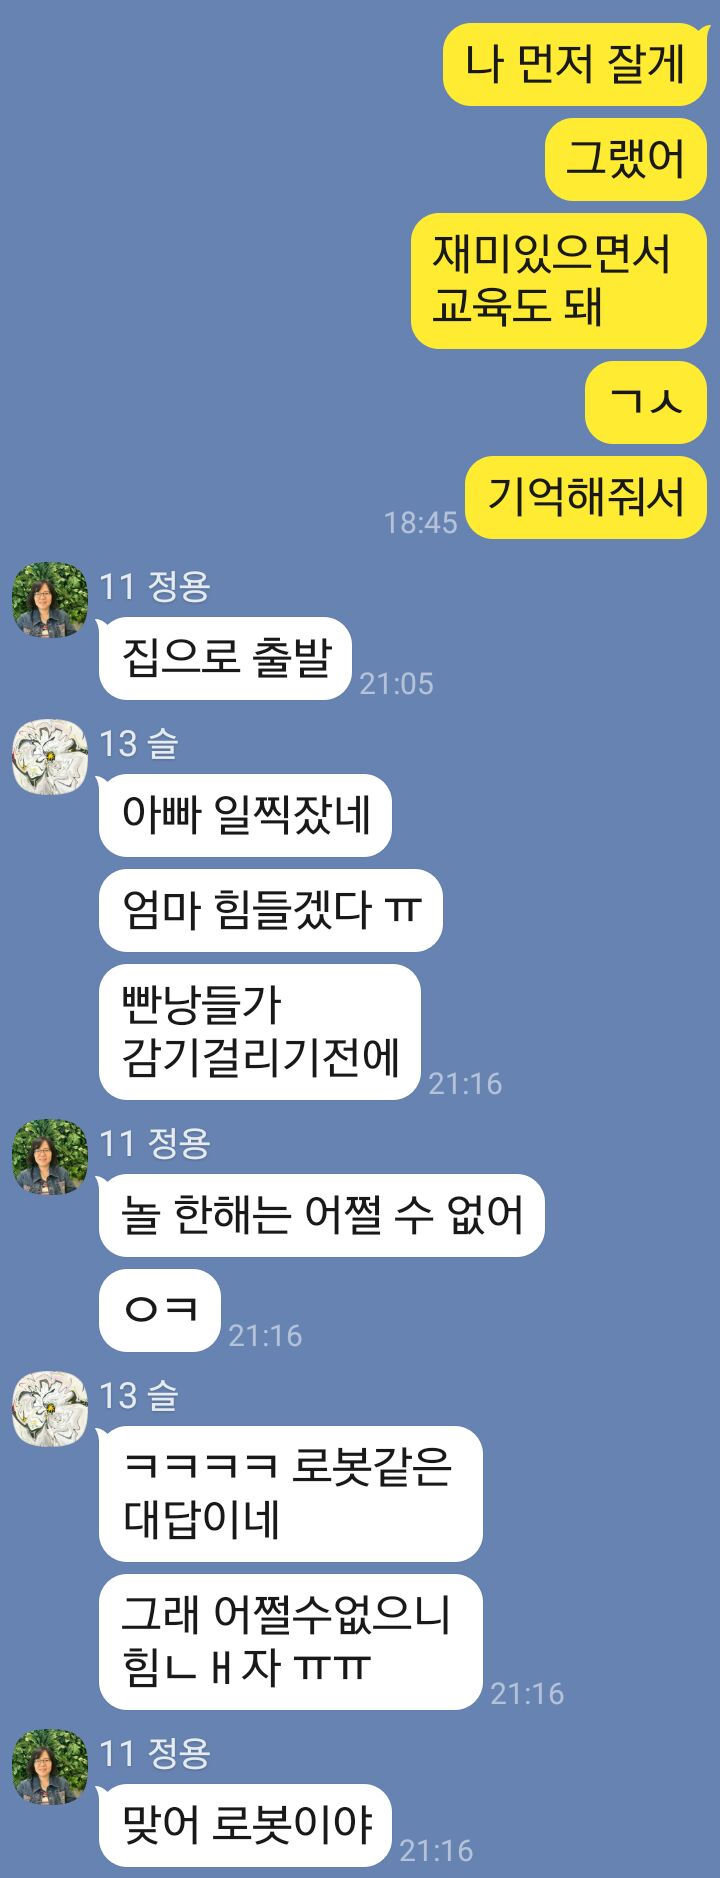 나 먼저 잘게
그랬어
재미있으면서
교육도 돼
ㄱㅅ
기억해줘서
18:45
11 정용
집으로 출발
21:05
13 슬
아빠 일찍잤네
엄마 힘들겠다 ㅠ
빤낭들가
감기걸리기전에
21:16
11 정용
놀 한해는 어쩔 수 없어
ㅇㅋ
21:16
13 슬
ㅋㅋㅋㅋ 로봇같은
대답이네
그래 어쩔수없으니
힘ㄴㅐ자 ㅠㅠ
21:16
11 정용
맞어 로봇이야
21:16